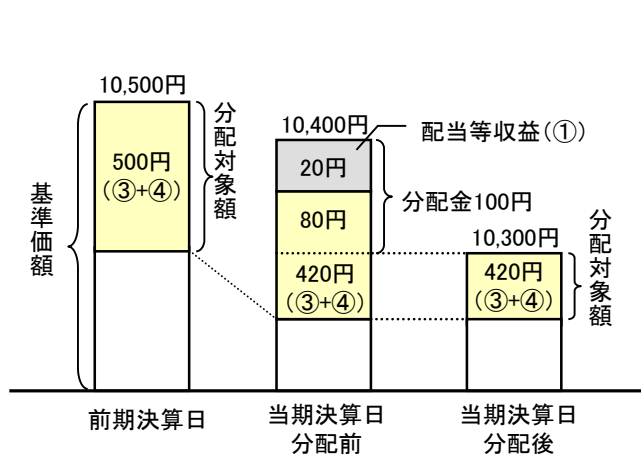 10,500円
500円
(③+④)
分配対象額
基準価額
10,400円
配当等収益(①)
20円
80円
分配金100円
420円
(③+④)
10,300円
420円
(③+④)
分配対象額
前期決算日
当期決算日
分配前
当期決算日
分配後